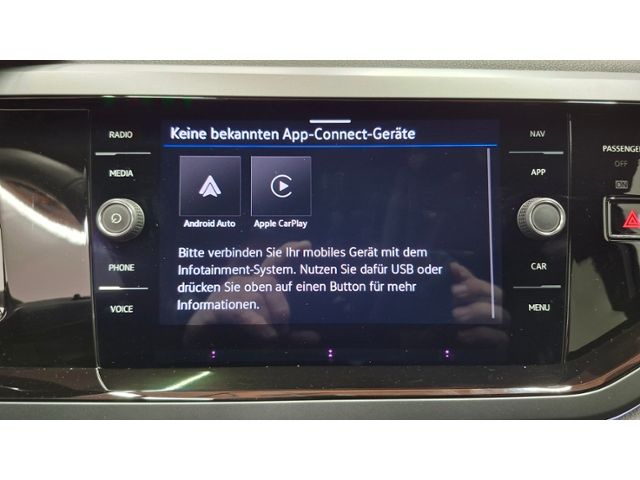 RADIO
MEDIA
PHONE
VOICE
Keine bekannten App-Connect-Geräte
Android Auto
Apple CarPlay
Bitte verbinden Sie Ihr mobiles Gerät mit dem
Infotainment-System. Nutzen Sie dafür USB oder
drücken Sie oben auf einen Button für mehr
Informationen.
NAV
APP
CAR
MENU
OFF
ON